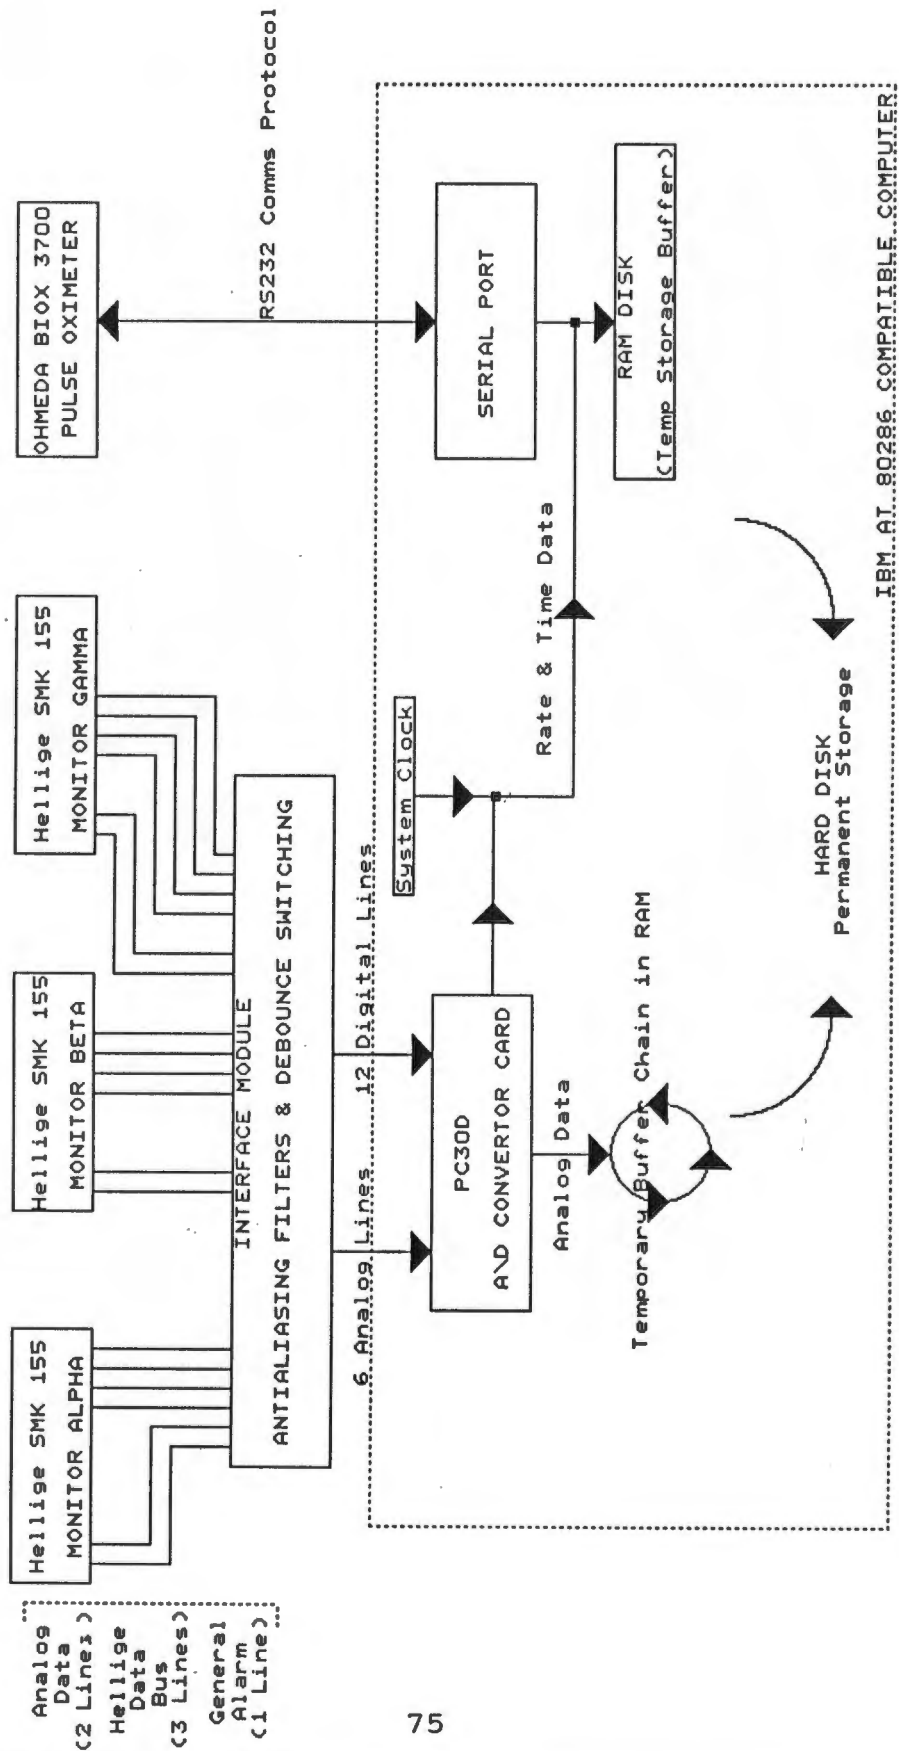 Analog
Data
(2 Lines)
Hellige
Data
Bus
(3 Lines)
General
Alarm
(1 Line)
Hellige SMK 155
MONITOR ALPHA
Hellige SMK 155
MONITOR BETA
Hellige SMK 155
MONITOR GAMMA
OHMEDA BIOX 3700
PULSE OXIMETER
INTERFACE MODULE
ANTIALIASING FILTERS & DEBOUNCE SWITCHING
RS232 Comms Protocol
6 Analog Lines
12 Digital Lines
System Clock
PC30D
A\D CONVERTOR CARD
SERIAL PORT
Analog Data
Rate & Time Data
RAM DISK
(Temp Storage Buffer)
Temporary Buffer Chain in RAM
HARD DISK
Permanent Storage
IBM AT 80286 COMPATIBLE COMPUTER
75